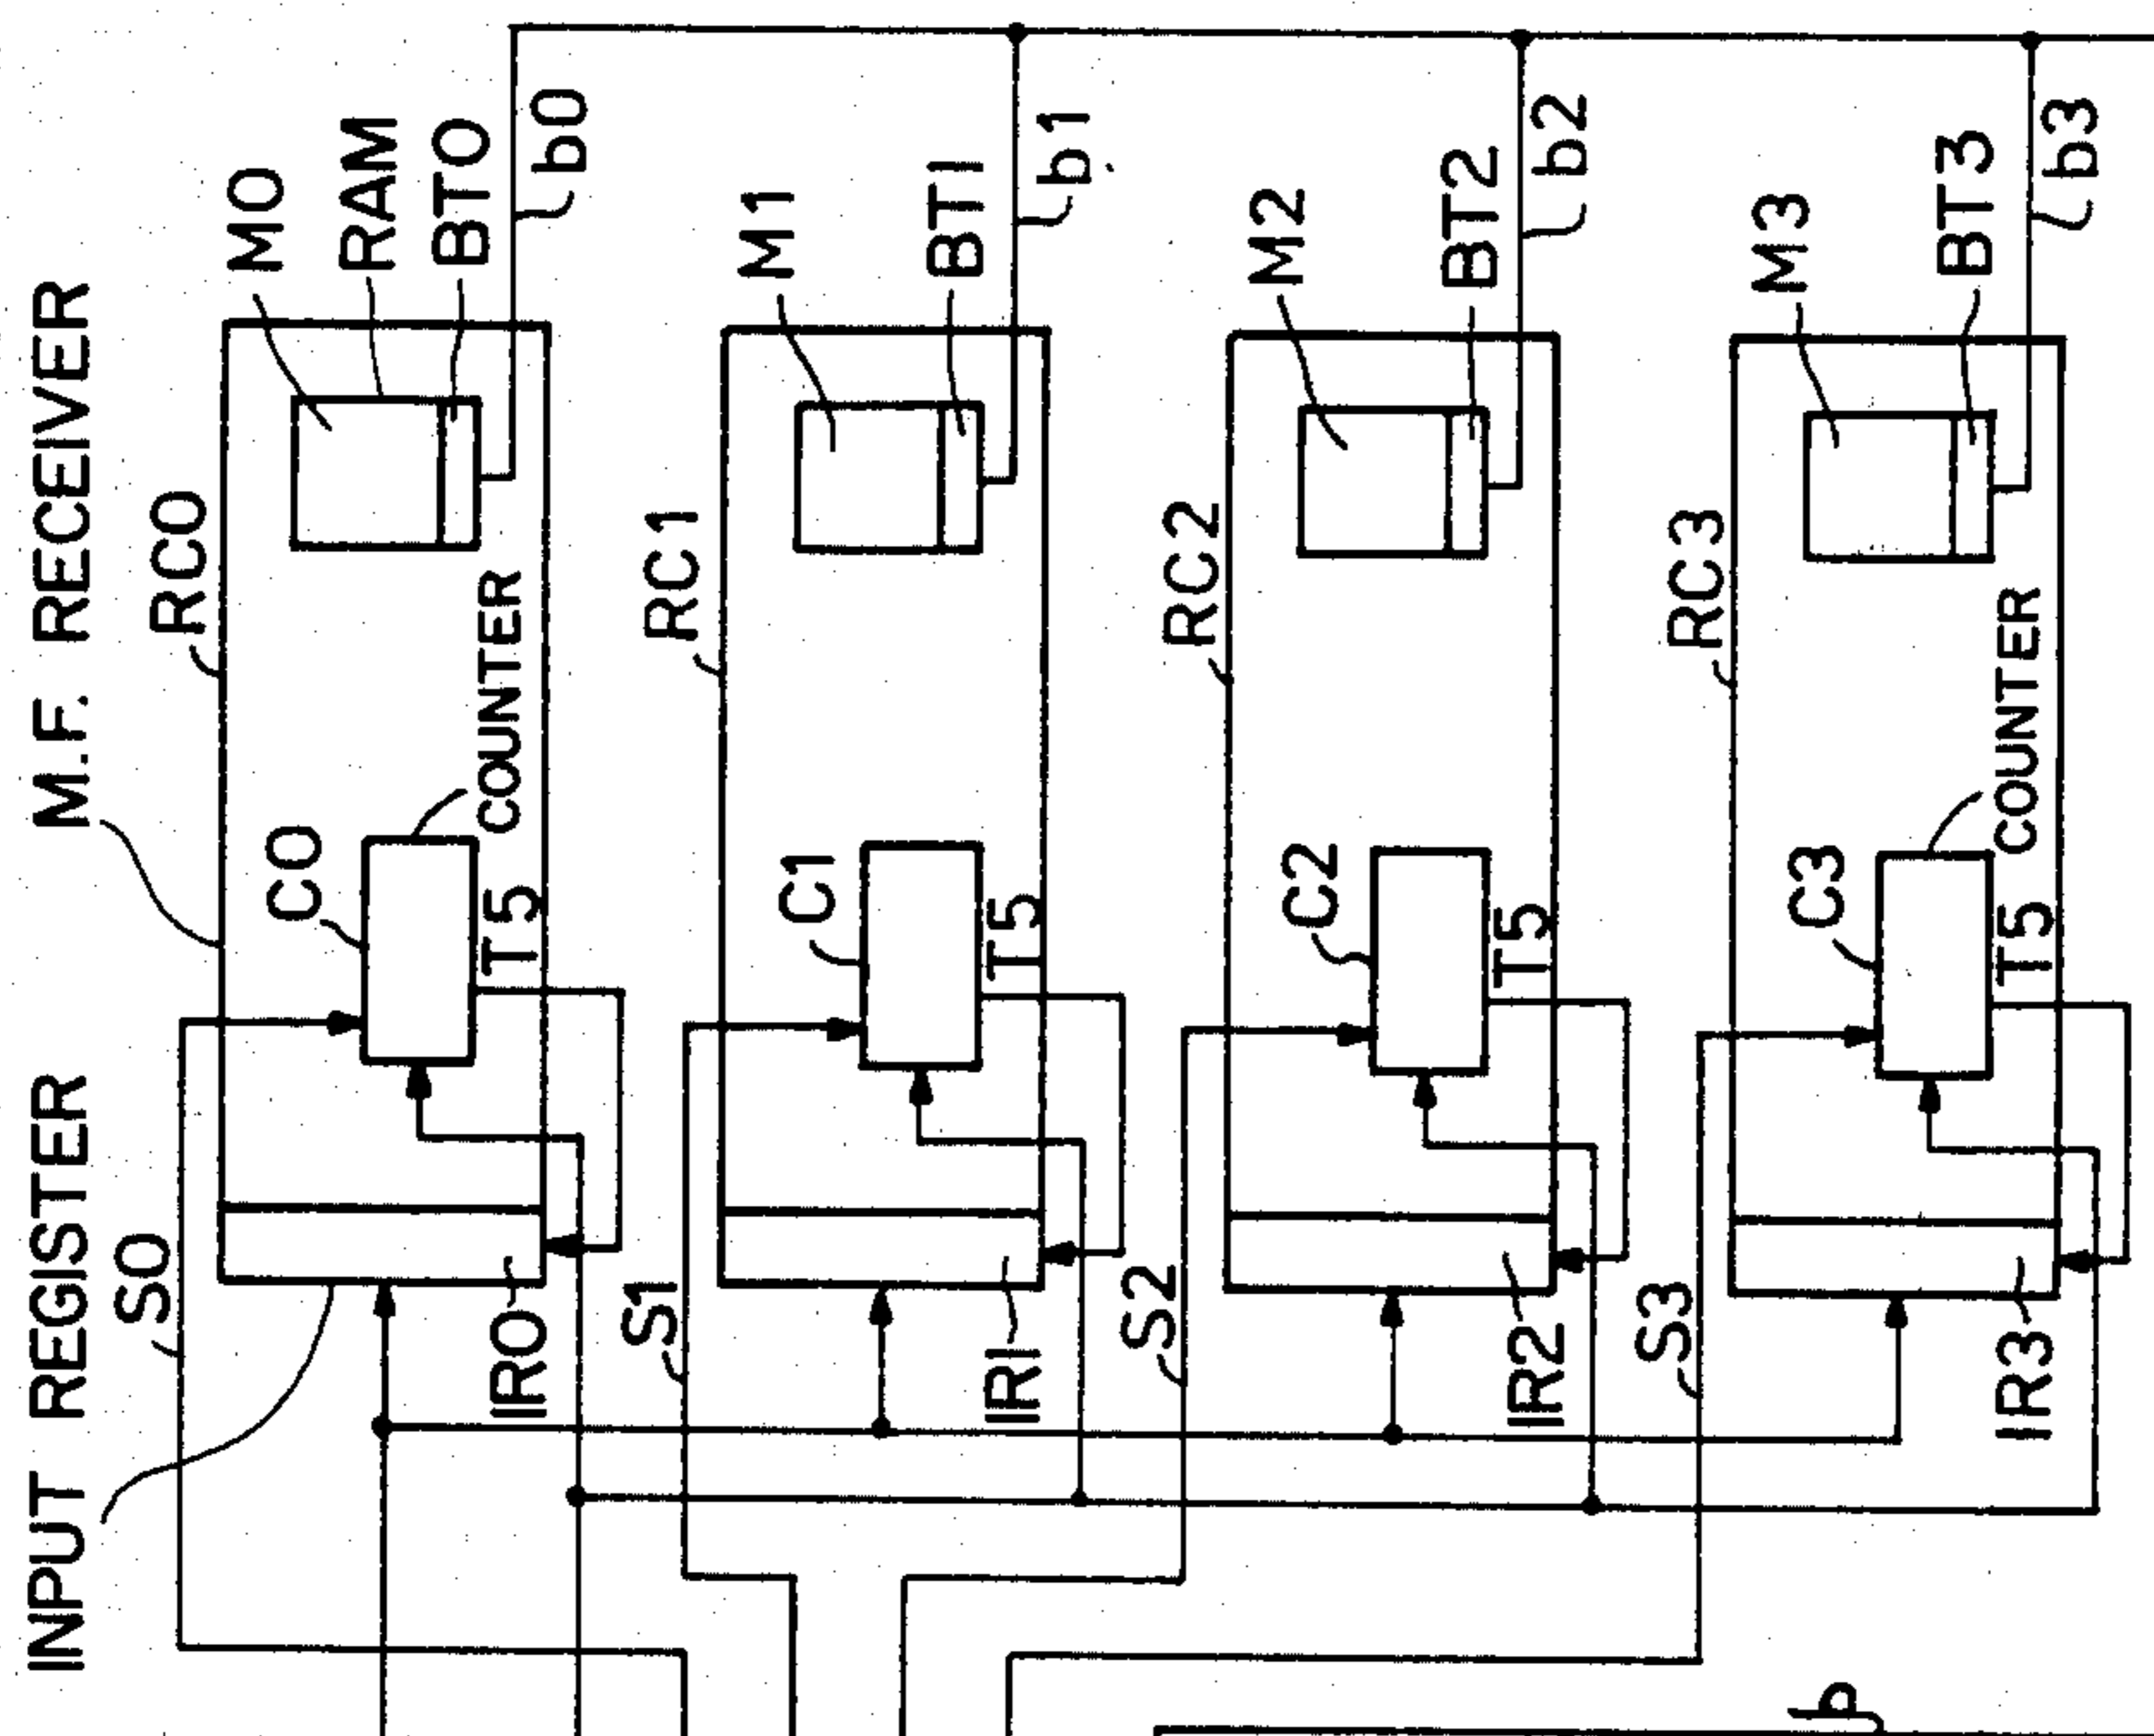 M.F. RECEIVER
INPUT REGISTER
RC0
M0
RAM
BT0
b0
C0
COUNTER
T5
S0
IR0
RC1
M1
BT1
b1
C1
T5
S1
IR1
RC2
M2
BT2
b2
C2
T5
S2
IR2
RC3
M3
BT3
b3
C3
COUNTER
T5
S3
IR3
b